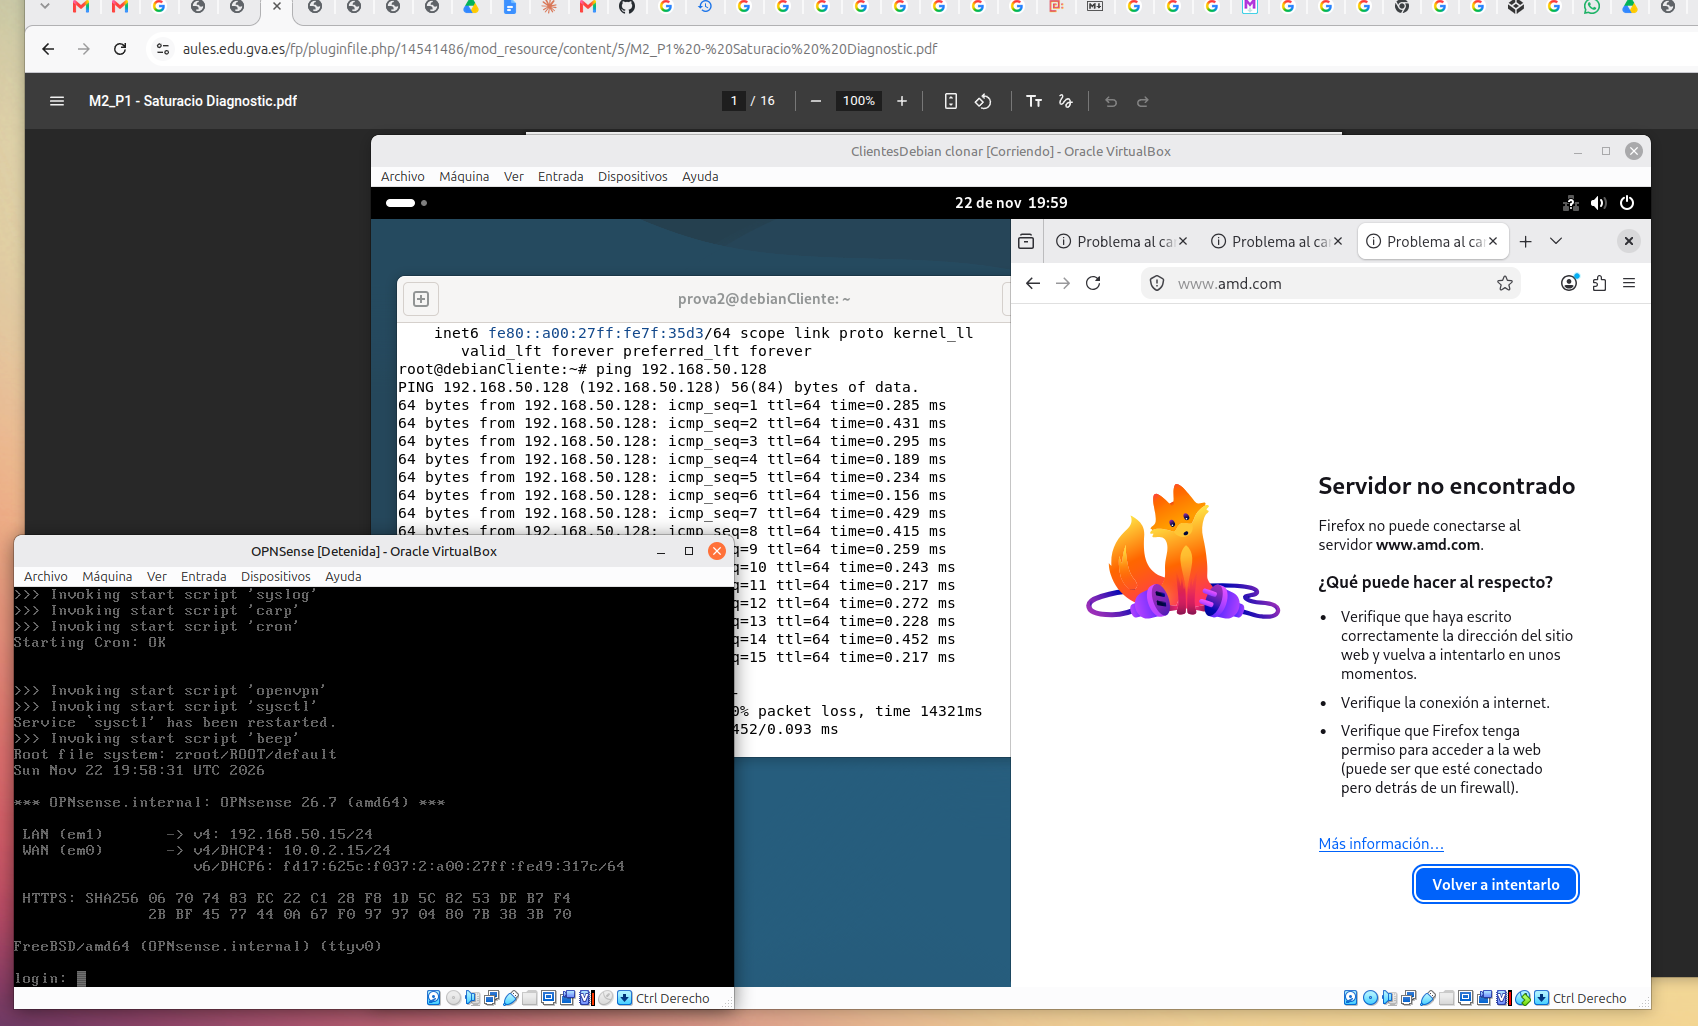 aules.edu.gva.es/fp/pluginfile.php/14541486/mod_resource/content/5/M2_P1%20-%20Saturacio%20%20Diagnostic.pdf
M2_P1 - Saturacio Diagnostic.pdf
1 / 16
100%
ClientesDebian clonar [Corriendo] - Oracle VirtualBox
Archivo Máquina Ver Entrada Dispositivos Ayuda
22 de nov 19:59
Problema al ca
Problema al ca
Problema al ca
www.amd.com
prova2@debianCliente: ~
inet6 fe80::a00:27ff:fe7f:35d3/64 scope link proto kernel_ll
valid_lft forever preferred_lft forever
root@debianCliente:~# ping 192.168.50.128
PING 192.168.50.128 (192.168.50.128) 56(84) bytes of data.
64 bytes from 192.168.50.128: icmp_seq=1 ttl=64 time=0.285 ms
64 bytes from 192.168.50.128: icmp_seq=2 ttl=64 time=0.431 ms
64 bytes from 192.168.50.128: icmp_seq=3 ttl=64 time=0.295 ms
64 bytes from 192.168.50.128: icmp_seq=4 ttl=64 time=0.189 ms
64 bytes from 192.168.50.128: icmp_seq=5 ttl=64 time=0.234 ms
64 bytes from 192.168.50.128: icmp_seq=6 ttl=64 time=0.156 ms
64 bytes from 192.168.50.128: icmp_seq=7 ttl=64 time=0.429 ms
64 bytes from 192.168.50.128: icmp_seq=8 ttl=64 time=0.415 ms
q=9 ttl=64 time=0.259 ms
q=10 ttl=64 time=0.243 ms
q=11 ttl=64 time=0.217 ms
q=12 ttl=64 time=0.272 ms
q=13 ttl=64 time=0.228 ms
q=14 ttl=64 time=0.452 ms
q=15 ttl=64 time=0.217 ms
-
0% packet loss, time 14321ms
452/0.093 ms
Servidor no encontrado
Firefox no puede conectarse al
servidor www.amd.com.
¿Qué puede hacer al respecto?
• Verifique que haya escrito
correctamente la dirección del sitio
web y vuelva a intentarlo en unos
momentos.
• Verifique la conexión a internet.
• Verifique que Firefox tenga
permiso para acceder a la web
(puede ser que esté conectado
pero detrás de un firewall).
Más información…
Volver a intentarlo
Ctrl Derecho
OPNSense [Detenida] - Oracle VirtualBox
Archivo Máquina Ver Entrada Dispositivos Ayuda
>>> Invoking start script 'syslog'
>>> Invoking start script 'carp'
>>> Invoking start script 'cron'
Starting Cron: OK
>>> Invoking start script 'openvpn'
>>> Invoking start script 'sysctl'
Service `sysctl' has been restarted.
>>> Invoking start script 'beep'
Root file system: zroot/ROOT/default
Sun Nov 22 19:58:31 UTC 2026
*** OPNsense.internal: OPNsense 26.7 (amd64) ***
LAN (em1) -> v4: 192.168.50.15/24
WAN (em0) -> v4/DHCP4: 10.0.2.15/24
v6/DHCP6: fd17:625c:f037:2:a00:27ff:fed9:317c/64
HTTPS: SHA256 06 70 74 83 EC 22 C1 28 F8 1D 5C 82 53 DE B7 F4
2B BF 45 77 44 0A 67 F0 97 97 04 80 7B 38 3B 70
FreeBSD/amd64 (OPNsense.internal) (ttyv0)
login:
Ctrl Derecho